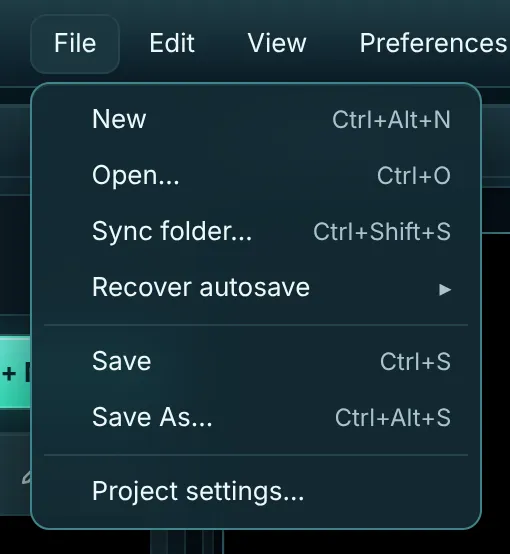 File Edit View Preferences
New Ctrl+Alt+N
Open... Ctrl+O
Sync folder... Ctrl+Shift+S
Recover autosave ▸
Save Ctrl+S
Save As... Ctrl+Alt+S
Project settings...
+